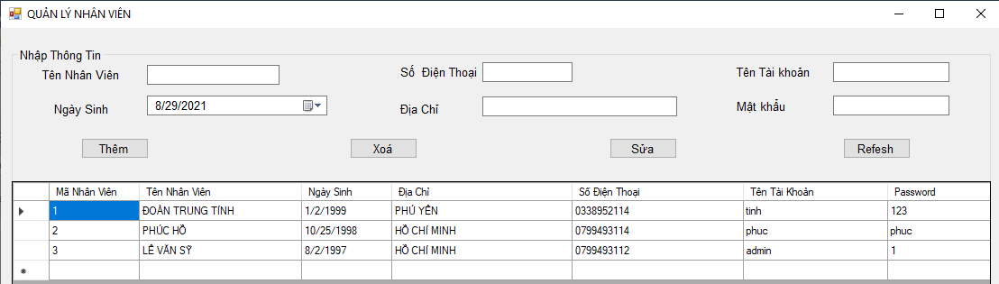 QUẢN LÝ NHÂN VIÊN
Nhập Thông Tin
Tên Nhân Viên Số Điện Thoại Tên Tài khoản
Ngày Sinh 8/29/2021 Địa Chỉ Mật khẩu
Thêm Xoá Sửa Refesh
Mã Nhân Viên Tên Nhân Viên Ngày Sinh Địa Chỉ Số Điện Thoại Tên Tài Khoản Password
1 ĐOÀN TRUNG TÍNH 1/2/1999 PHÚ YÊN 0338952114 tinh 123
2 PHÚC HỒ 10/25/1998 HỒ CHÍ MINH 0799493114 phuc phuc
3 LÊ VĂN SỸ 8/2/1997 HỒ CHÍ MINH 0799493112 admin 1